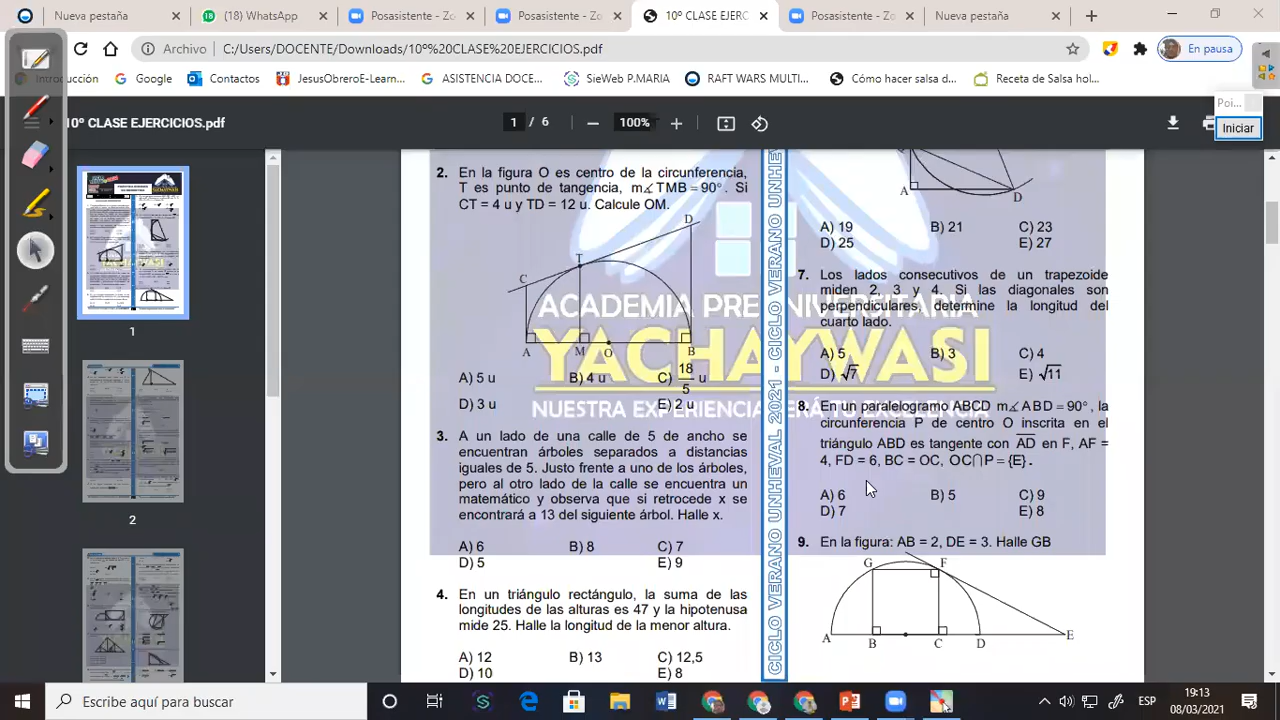 (18) WhatsApp
Posasistente - Zo
Posasistente - Zo
10º CLASE EJERC
Posasistente - Zo
Nueva pestaña
Archivo
C:/Users/DOCENTE/Downloads/10º%20CLASE%20EJERCICIOS.pdf
En pausa
Introducción
Google
Contactos
JesusObreroE-Learn...
ASISTENCIA DOCE...
SieWeb P.MARIA
RAFT WARS MULTI...
Cómo hacer salsa d...
Receta de Salsa hol...
Poi...
Iniciar
10º CLASE EJERCICIOS.pdf
1 / 6
100%
1
2
2. En la figura O es centro de la circunferencia,
T es punto de tangencia, m∡TMB = 90°. Si
CT = 4 u y TD = 12 u. Calcule OM.
D
T
C
A
M
O
B
A) 5 u B) 4 u C) 18/5 u
D) 3 u E) 2 u
3. A un lado de una calle de 5 de ancho se
encuentran árboles separados a distancias
iguales de 5. Justo frente a uno de los árboles,
pero al otro lado de la calle se encuentra un
matemático y observa que si retrocede x se
encontrará a 13 del siguiente árbol. Halle x.
A) 6 B) 8 C) 7
D) 5 E) 9
4. En un triángulo rectángulo, la suma de las
longitudes de las alturas es 47 y la hipotenusa
mide 25. Halle la longitud de la menor altura.
A) 12 B) 13 C) 12,5
D) 10 E) 8
YACHAYWASI
CICLO VERANO UNHEVAL 2021 - CICLO VERANO UNHEV
A
D
A) 19 B) 21 C) 23
D) 25 E) 27
7. Los lados consecutivos de un trapezoide
miden 2, 3 y 4. Si las diagonales son
perpendiculares, determine la longitud del
cuarto lado.
A) 5 B) 3 C) 4
D) √7 E) √11
8. En un paralelogramo ABCD m∡ABD = 90°, la
circunferencia P de centro O inscrita en el
triángulo ABD es tangente con A͞D͞ en F, AF =
4, FD = 6, BC = OC, OC∩P = {E}.
A) 6 B) 5 C) 9
D) 7 E) 8
9. En la figura: AB = 2, DE = 3. Halle GB
G
F
A
B
C
D
E
Escribe aquí para buscar
ESP
19:13
08/03/2021